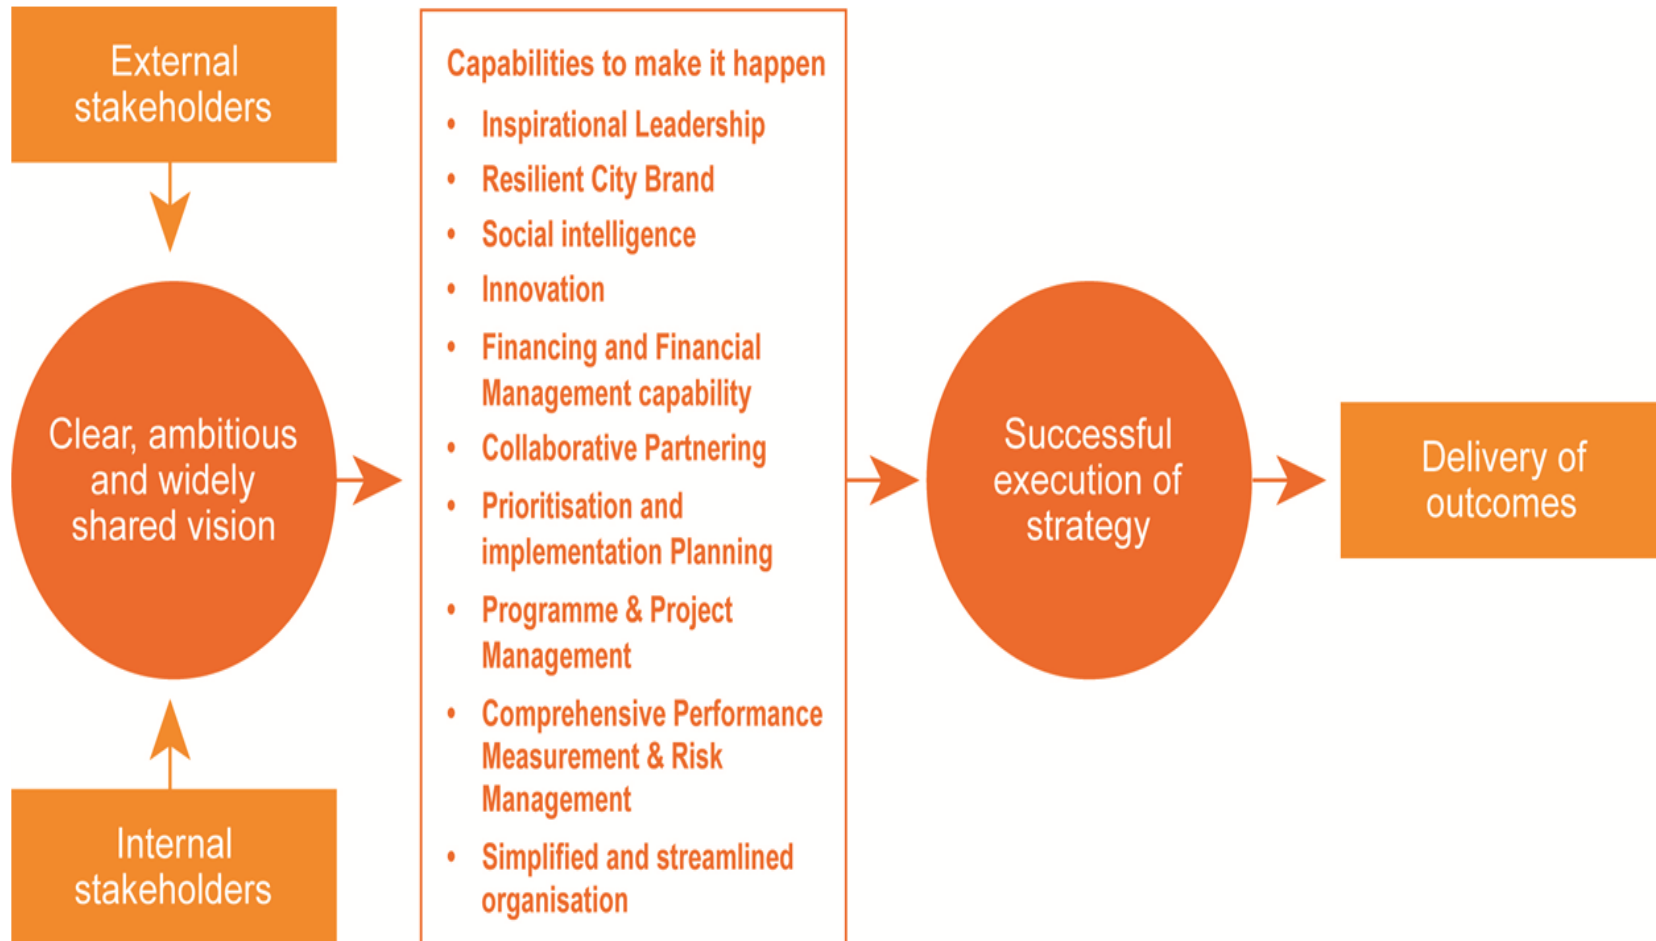 External
stakeholders
Clear, ambitious
and widely
shared vision
Internal
stakeholders
Capabilities to make it happen
• Inspirational Leadership
• Resilient City Brand
• Social intelligence
• Innovation
• Financing and Financial
Management capability
• Collaborative Partnering
• Prioritisation and
implementation Planning
• Programme & Project
Management
• Comprehensive Performance
Measurement & Risk
Management
• Simplified and streamlined
organisation
Successful
execution of
strategy
Delivery of
outcomes